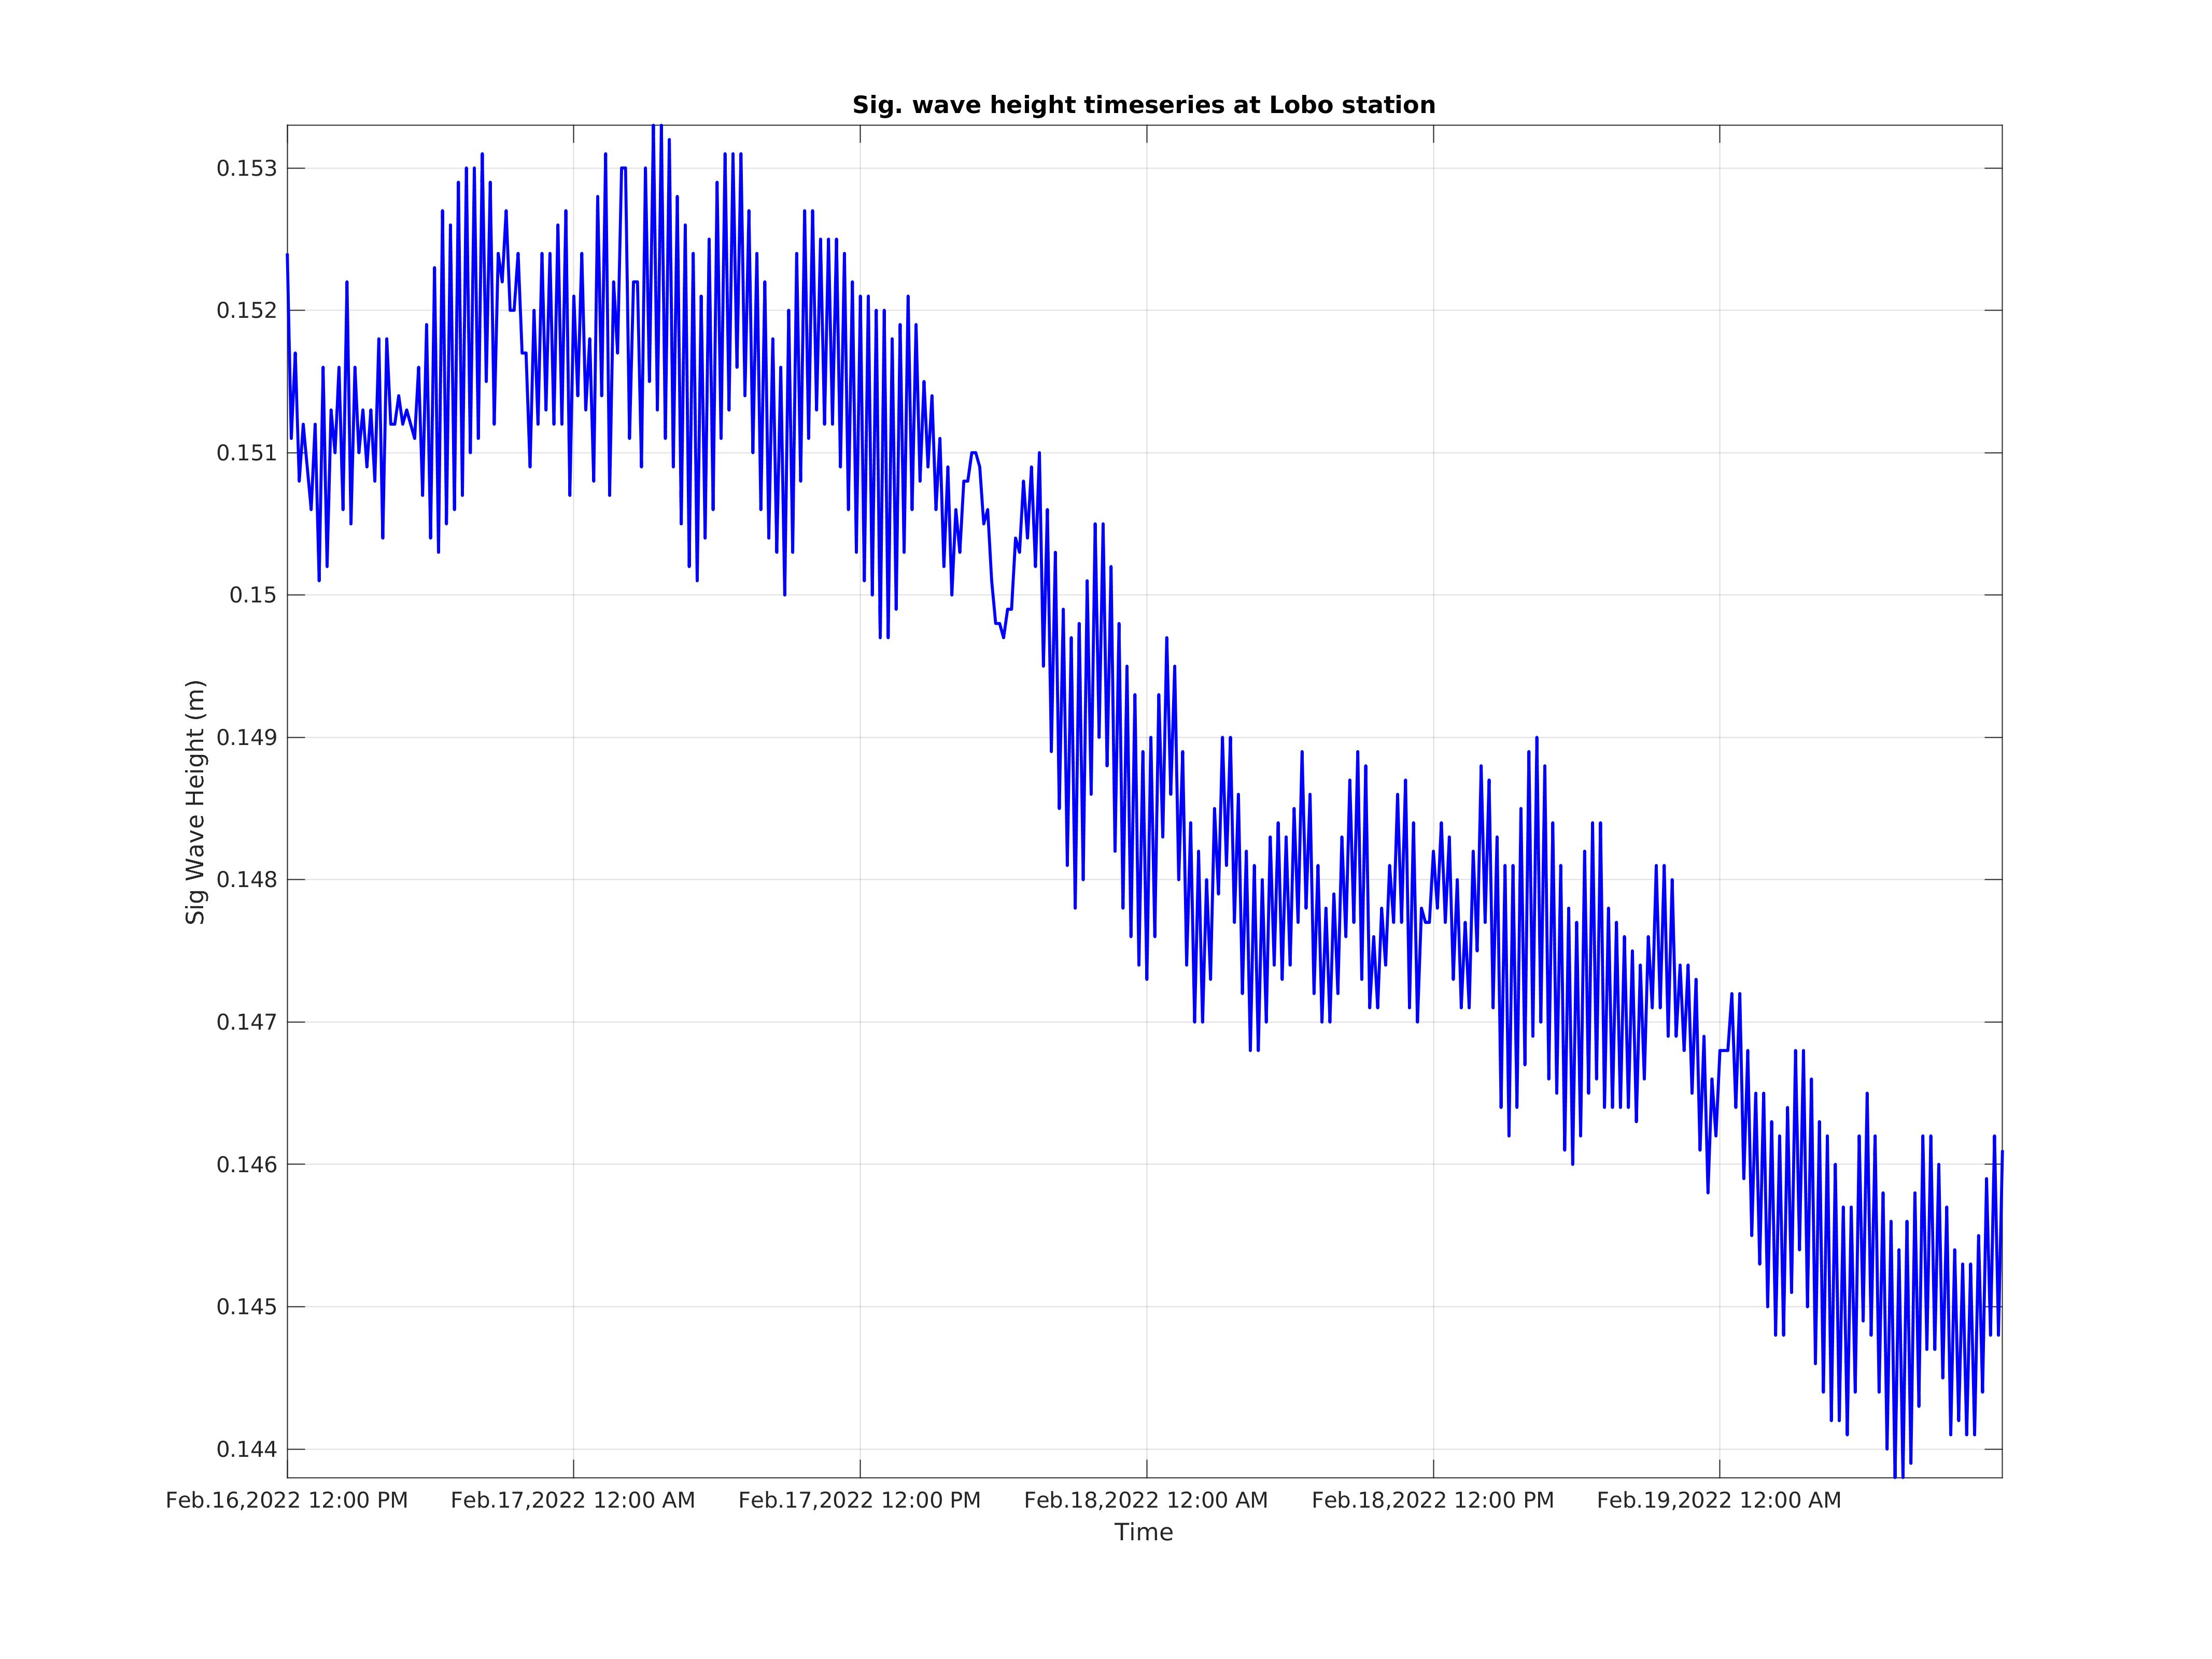 Sig. wave height timeseries at Lobo station
0.153
0.152
0.151
0.15
0.149
0.148
0.147
0.146
0.145
0.144
Sig Wave Height (m)
Feb.16,2022 12:00 PM Feb.17,2022 12:00 AM Feb.17,2022 12:00 PM Feb.18,2022 12:00 AM Feb.18,2022 12:00 PM Feb.19,2022 12:00 AM
Time